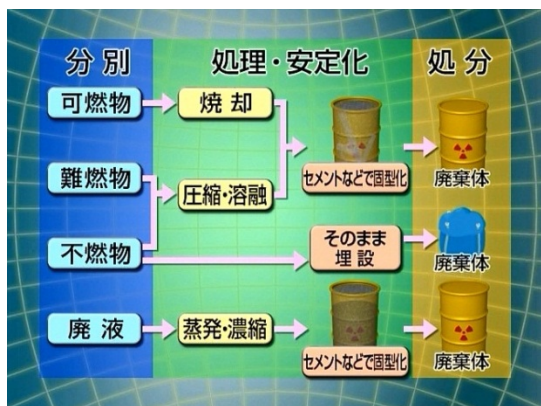 分別
処理・安定化
処分
可燃物
焼却
セメントなどで固型化
廃棄体
難燃物
圧縮・溶融
不燃物
そのまま
埋設
廃棄体
廃液
蒸発・濃縮
セメントなどで固型化
廃棄体